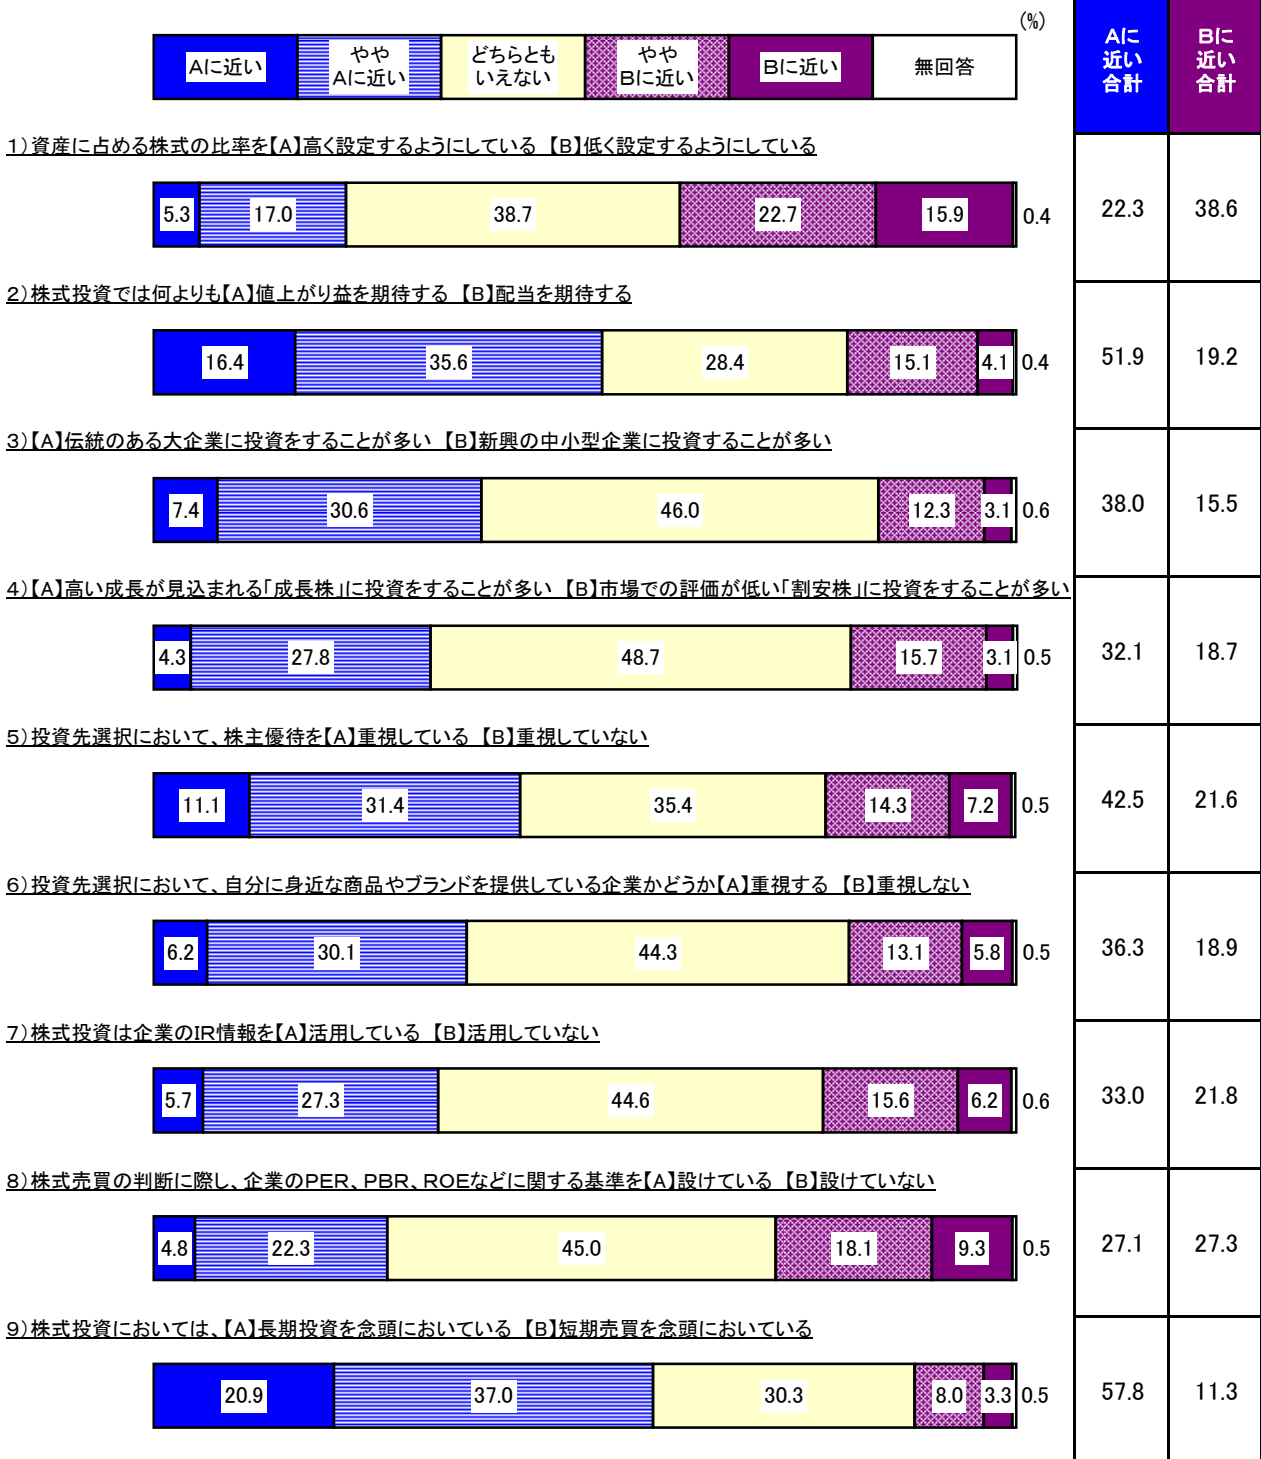 (%)
Aに近い
やや
Aに近い
どちらとも
いえない
やや
Bに近い
Bに近い
無回答
Aに
近い
合計
Bに
近い
合計
1)資産に占める株式の比率を【A】高く設定するようにしている 【B】低く設定するようにしている
5.3 17.0 38.7 22.7 15.9 0.4 22.3 38.6
2)株式投資では何よりも【A】値上がり益を期待する 【B】配当を期待する
16.4 35.6 28.4 15.1 4.1 0.4 51.9 19.2
3)【A】伝統のある大企業に投資をすることが多い 【B】新興の中小型企業に投資することが多い
7.4 30.6 46.0 12.3 3.1 0.6 38.0 15.5
4)【A】高い成長が見込まれる「成長株」に投資をすることが多い 【B】市場での評価が低い「割安株」に投資をすることが多い
4.3 27.8 48.7 15.7 3.1 0.5 32.1 18.7
5)投資先選択において、株主優待を【A】重視している 【B】重視していない
11.1 31.4 35.4 14.3 7.2 0.5 42.5 21.6
6)投資先選択において、自分に身近な商品やブランドを提供している企業かどうか【A】重視する 【B】重視しない
6.2 30.1 44.3 13.1 5.8 0.5 36.3 18.9
7)株式投資は企業のIR情報を【A】活用している 【B】活用していない
5.7 27.3 44.6 15.6 6.2 0.6 33.0 21.8
8)株式売買の判断に際し、企業のPER、PBR、ROEなどに関する基準を【A】設けている 【B】設けていない
4.8 22.3 45.0 18.1 9.3 0.5 27.1 27.3
9)株式投資においては、【A】長期投資を念頭においている 【B】短期売買を念頭においている
20.9 37.0 30.3 8.0 3.3 0.5 57.8 11.3